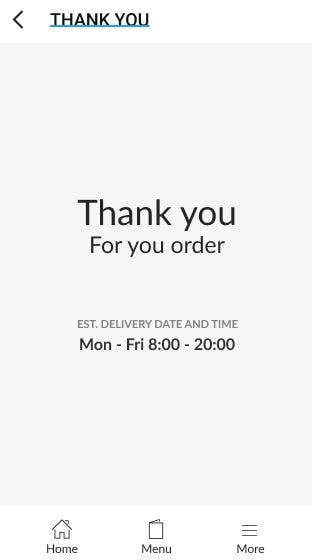 THANK YOU
Thank you
For you order
EST. DELIVERY DATE AND TIME
Mon - Fri 8:00 - 20:00
Home Menu More